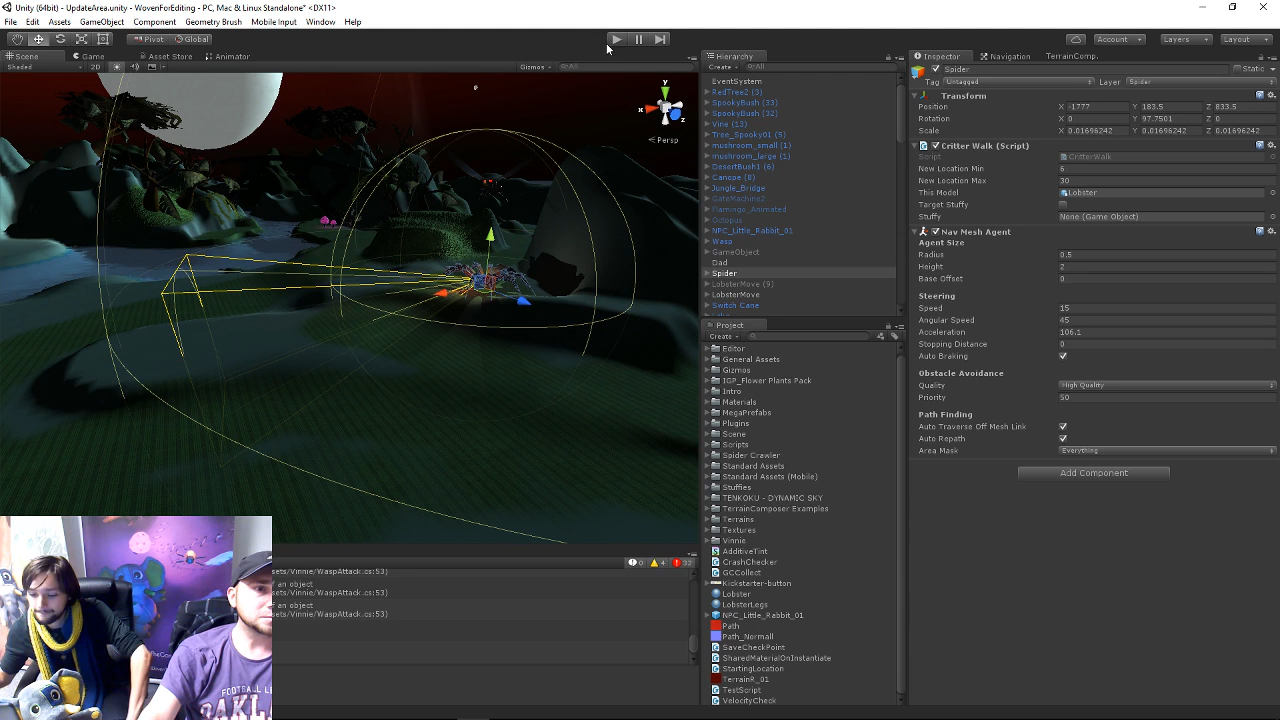 Unity (64bit) - UpdateArea.unity - WovenForEditing - PC, Mac & Linux Standalone* <DX11>
File Edit Assets GameObject Component Geometry Brush Mobile Input Window Help
Pivot Global Account Layers Layout
Scene Game Asset Store Animator
Shaded 2D Gizmos All
y
x
z
Persp
Hierarchy
Create All
EventSystem
RedTree2 (3)
SpookyBush (33)
SpookyBush (32)
Vine (13)
Tree_Spooky01 (5)
mushroom_small (1)
mushroom_large (1)
DesertBush1 (6)
Canope (8)
Jungle_Bridge
GateMachine2
Flamingo_Animated
Octopus
NPC_Little_Rabbit_01
Wasp
GameObject
Dad
Spider
LobsterMove (9)
LobsterMove
Switch Cane
Project
Create
Editor
General Assets
Gizmos
IGP_Flower Plants Pack
Intro
Materials
MegaPrefabs
Plugins
Scene
Scripts
Spider Crawler
Standard Assets
Standard Assets (Mobile)
Stuffies
TENKOKU - DYNAMIC SKY
TerrainComposer Examples
Terrains
Textures
Vinnie
AdditiveTint
CrashChecker
GCCollect
Kickstarter-button
Lobster
LobsterLegs
NPC_Little_Rabbit_01
Path
Path_Normall
SaveCheckPoint
SharedMaterialOnInstantiate
StartingLocation
TerrainR_01
TestScript
VelocityCheck
Inspector Navigation TerrainComp.
Spider Static
Tag Untagged Layer Spider
Transform
Position X -1777 Y 183.5 Z 833.5
Rotation X 0 Y 97.7501 Z 0
Scale X 0.01696242 Y 0.01696242 Z 0.01696242
Critter Walk (Script)
Script CritterWalk
New Location Min 6
New Location Max 30
This Model Lobster
Target Stuffy
Stuffy None (Game Object)
Nav Mesh Agent
Agent Size
Radius 0.5
Height 2
Base Offset 0
Steering
Speed 15
Angular Speed 45
Acceleration 106.1
Stopping Distance 0
Auto Braking
Obstacle Avoidance
Quality High Quality
Priority 50
Path Finding
Auto Traverse Off Mesh Link
Auto Repath
Area Mask Everything
Add Component
0 4 32
sets/Vinnie/WaspAttack.cs:53)
f an object
sets/Vinnie/WaspAttack.cs:53)
f an object
sets/Vinnie/WaspAttack.cs:53)
FOOTBALL